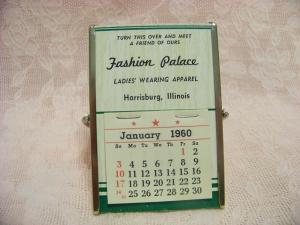 TURN THIS OVER AND MEET
A FRIEND OF OURS
Fashion Palace
LADIES' WEARING APPAREL
Harrisburg, Illinois
January 1960
Su Mo Tu We Th Fr Sa
1 2
3 4 5 6 7 8 9
10 11 12 13 14 15 16
17 18 19 20 21 22 23
24/31 25 26 27 28 29 30